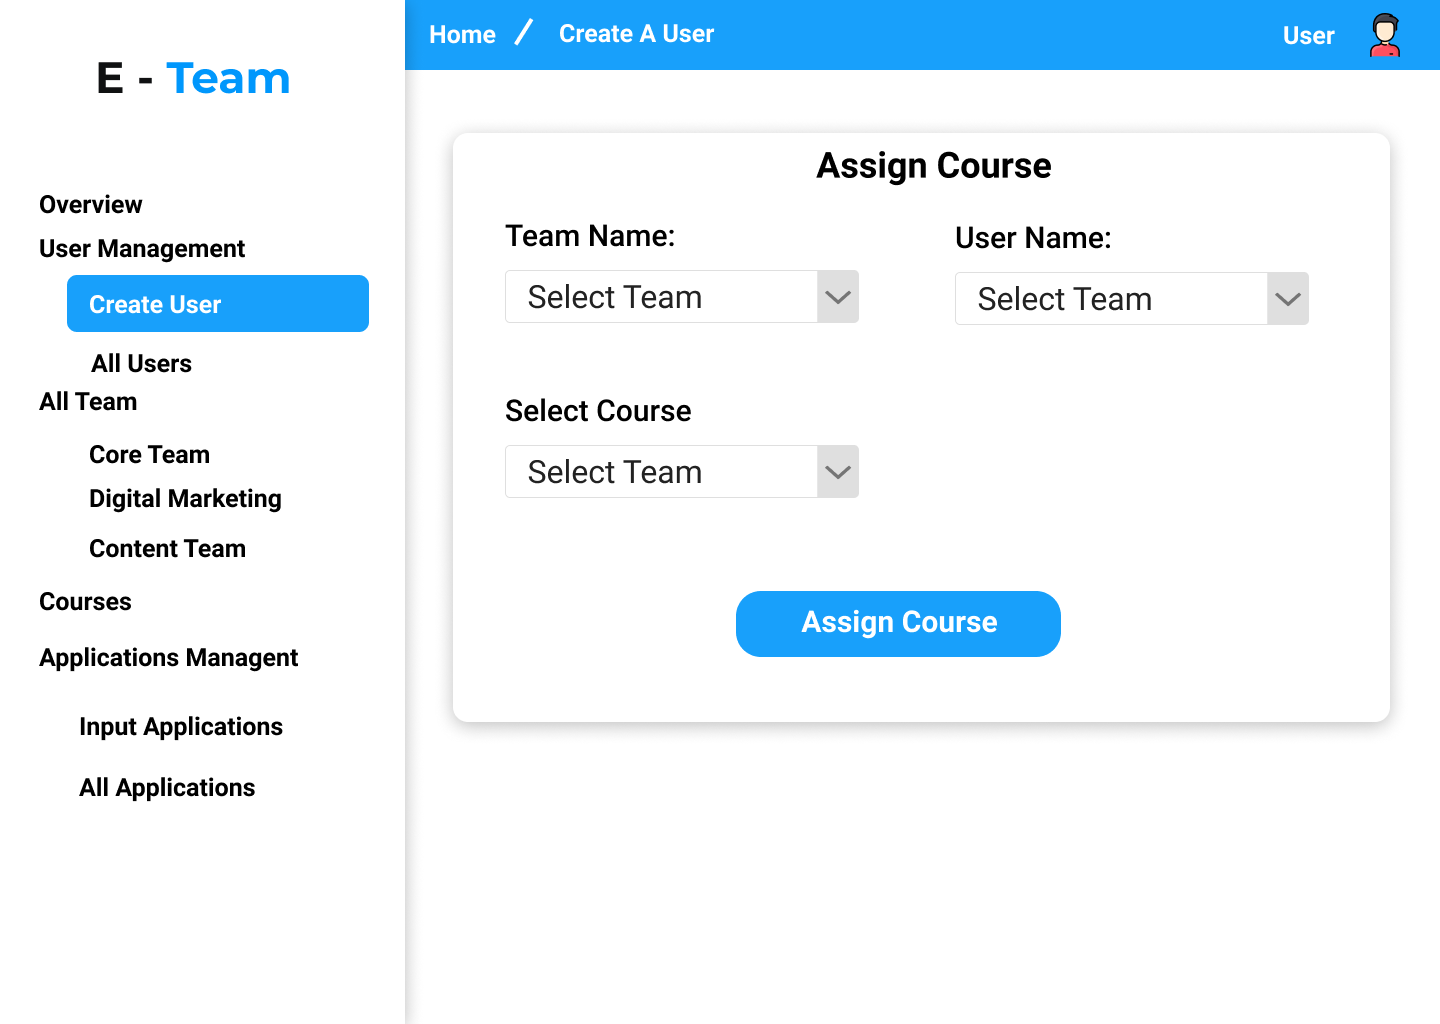 E - Team
Overview
User Management
Create User
All Users
All Team
Core Team
Digital Marketing
Content Team
Courses
Applications Managent
Input Applications
All Applications
Home / Create A User
User
Assign Course
Team Name:
Select Team
User Name:
Select Team
Select Course
Select Team
Assign Course